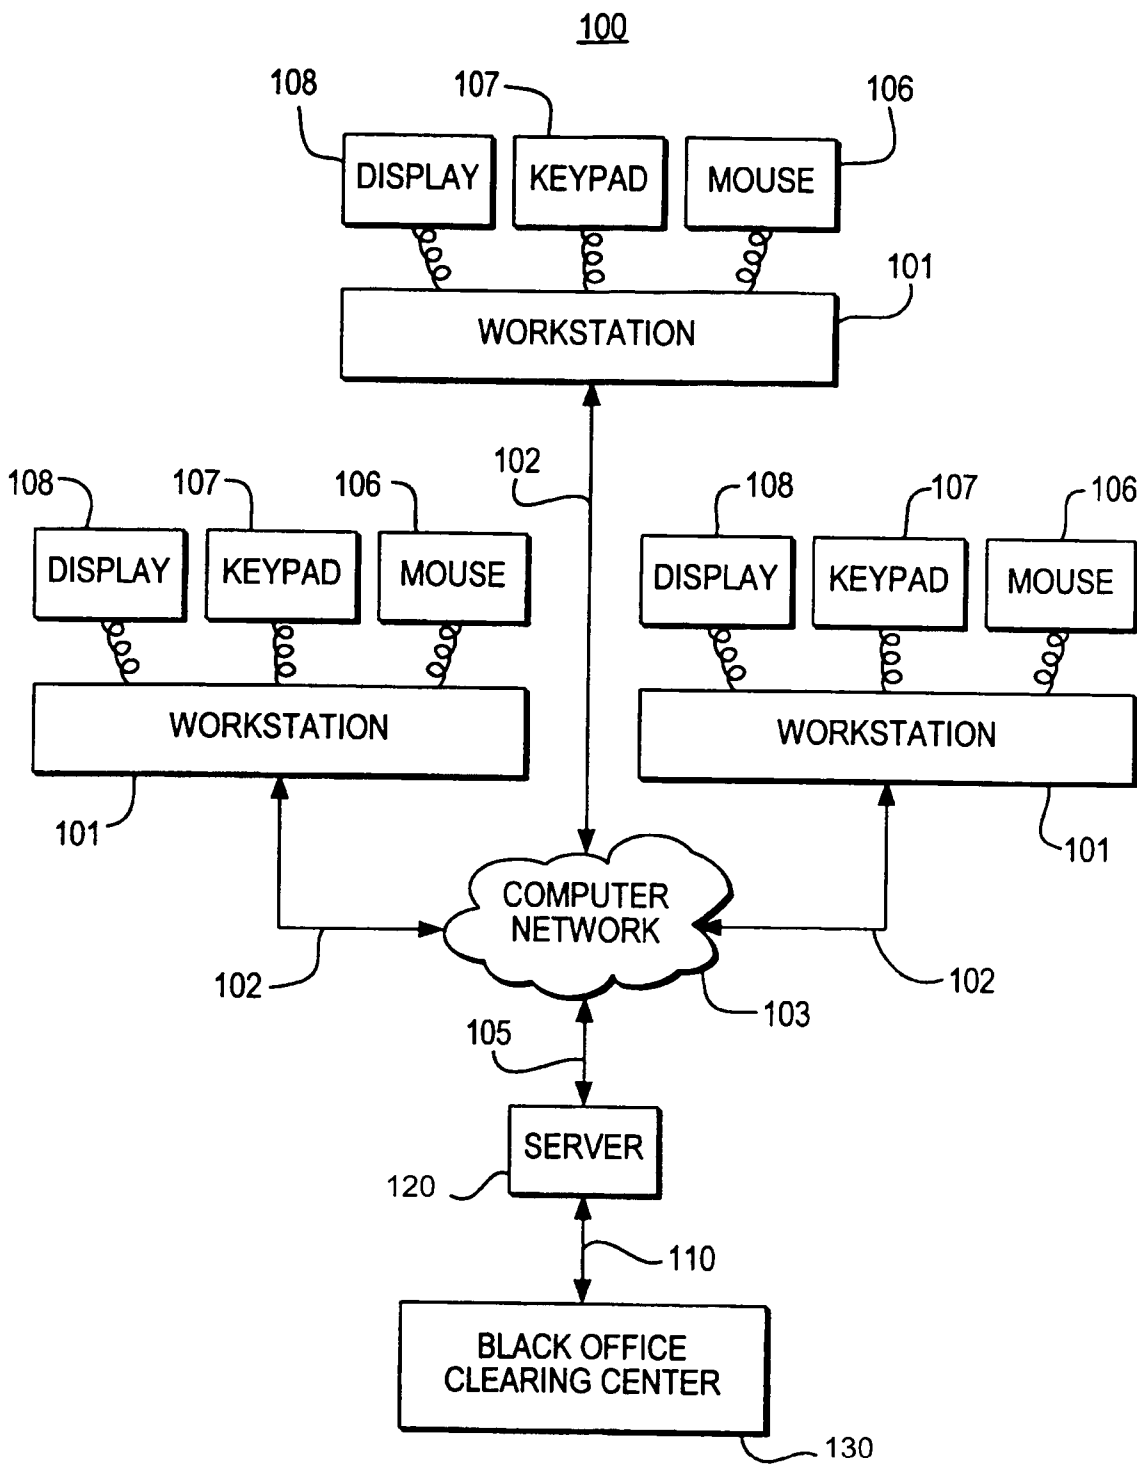 100
108
107
106
DISPLAY
KEYPAD
MOUSE
101
WORKSTATION
102
108
107
106
108
107
106
DISPLAY
KEYPAD
MOUSE
DISPLAY
KEYPAD
MOUSE
WORKSTATION
WORKSTATION
101
101
COMPUTER
NETWORK
102
102
103
105
SERVER
120
110
BLACK OFFICE
CLEARING CENTER
130